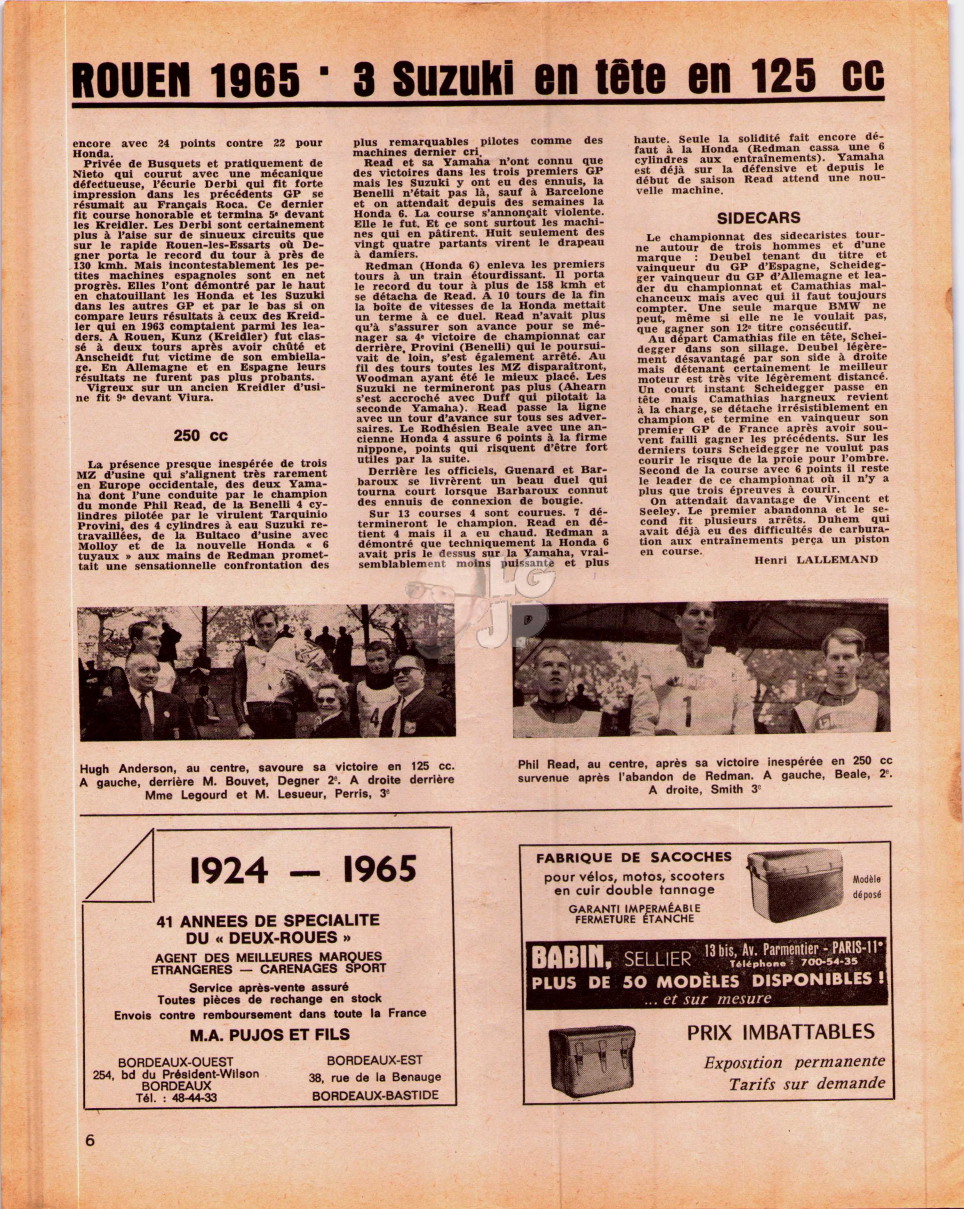 ROUEN 1965 · 3 Suzuki en tête en 125 cc
encore avec 24 points contre 22 pour
Honda.
Privée de Busquets et pratiquement de
Nieto qui courut avec une mécanique
défectueuse, l'écurie Derbi qui fit forte
impression dans les précédents GP se
résumait au Français Roca. Ce dernier
fit course honorable et termina 5e devant
les Kreidler. Les Derbi sont certainement
plus à l'aise sur de sinueux circuits que
sur le rapide Rouen-les-Essarts où De-
gner porta le record du tour à près de
130 kmh. Mais incontestablement les pe-
tites machines espagnoles sont en net
progrès. Elles l'ont démontré par le haut
en chatouillant les Honda et les Suzuki
dans les autres GP et par le bas si on
compare leurs résultats à ceux des Kreid-
ler qui en 1963 comptaient parmi les lea-
ders. A Rouen, Kunz (Kreidler) fut clas-
sé à deux tours après avoir chûté et
Anscheidt fut victime de son embiella-
ge. En Allemagne et en Espagne leurs
résultats ne furent pas plus probants.
Vigreux sur un ancien Kreidler d'usi-
ne fit 9e devant Viura.
250 cc
La présence presque inespérée de trois
MZ d'usine qui s'alignent très rarement
en Europe occidentale, des deux Yama-
ha dont l'une conduite par le champion
du monde Phil Read, de la Benelli 4 cy-
lindres pilotée par le virulent Tarquinio
Provini, des 4 cylindres à eau Suzuki re-
travaillées, de la Bultaco d'usine avec
Molloy et de la nouvelle Honda « 6
tuyaux » aux mains de Redman promet-
tait une sensationnelle confrontation des
plus remarquables pilotes comme des
machines dernier cri.
Read et sa Yamaha n'ont connu que
des victoires dans les trois premiers GP
mais les Suzuki y ont eu des ennuis, la
Benelli n'était pas là, sauf à Barcelone
et on attendait depuis des semaines la
Honda 6. La course s'annonçait violente.
Elle le fut. Et ce sont surtout les machi-
nes qui en pâtirent. Huit seulement des
vingt quatre partants virent le drapeau
à damiers.
Redman (Honda 6) enleva les premiers
tours à un train étourdissant. Il porta
le record du tour à plus de 158 kmh et
se détacha de Read. A 10 tours de la fin
la boîte de vitesses de la Honda mettait
un terme à ce duel. Read n'avait plus
qu'à s'assurer son avance pour se mé-
nager sa 4e victoire de championnat car
derrière, Provini (Benelli) qui le poursui-
vait de loin, s'est également arrêté. Au
fil des tours toutes les MZ disparaîtront,
Woodman ayant été le mieux placé. Les
Suzuki ne termineront pas plus (Ahearn
s'est accroché avec Duff qui pilotait la
seconde Yamaha). Read passe la ligne
avec un tour d'avance sur tous ses adver-
saires. Le Rodhésien Beale avec une an-
cienne Honda 4 assure 6 points à la firme
nippone, points qui risquent d'être fort
utiles par la suite.
Derrière les officiels, Guenard et Bar-
baroux se livrèrent un beau duel qui
tourna court lorsque Barbaroux connut
des ennuis de connexion de bougie.
Sur 13 courses 4 sont courues. 7 dé-
termineront le champion. Read en dé-
tient 4 mais il a eu chaud. Redman a
démontré que techniquement la Honda 6
avait pris le dessus sur la Yamaha, vrai-
semblablement moins puissante et plus
haute. Seule la solidité fait encore dé-
faut à la Honda (Redman cassa une 6
cylindres aux entraînements). Yamaha
est déjà sur la défensive et depuis le
début de saison Read attend une nou-
velle machine.
SIDECARS
Le championnat des sidecaristes tour-
ne autour de trois hommes et d'une
marque : Deubel tenant du titre et
vainqueur du GP d'Espagne, Scheideg-
ger vainqueur du GP d'Allemagne et lea-
der du championnat et Camathias mal-
chanceux mais avec qui il faut toujours
compter. Une seule marque BMW ne
peut, même si elle ne le voulait pas,
que gagner son 12e titre consécutif.
Au départ Camathias file en tête, Schei-
degger dans son sillage. Deubel légère-
ment désavantagé par son side à droite
mais détenant certainement le meilleur
moteur est très vite légèrement distancé.
Un court instant Scheidegger passe en
tête mais Camathias hargneux revient
à la charge, se détache irrésistiblement en
champion et termine en vainqueur son
premier GP de France après avoir sou-
vent failli gagner les précédents. Sur les
derniers tours Scheidegger ne voulut pas
courir le risque de la proie pour l'ombre.
Second de la course avec 6 points il reste
le leader de ce championnat où il n'y a
plus que trois épreuves à courir.
On attendait davantage de Vincent et
Seeley. Le premier abandonna et le se-
cond fit plusieurs arrêts. Duhem qui
avait déjà eu des difficultés de carbura-
tion aux entraînements perça un piston
en course.
Henri LALLEMAND
LG
JP
4
1
Hugh Anderson, au centre, savoure sa victoire en 125 cc.
A gauche, derrière M. Bouvet, Degner 2e. A droite derrière
Mme Legourd et M. Lesueur, Perris, 3e
Phil Read, au centre, après sa victoire inespérée en 250 cc
survenue après l'abandon de Redman. A gauche, Beale, 2e.
A droite, Smith 3e
1924 — 1965
41 ANNEES DE SPECIALITE
DU « DEUX-ROUES »
AGENT DES MEILLEURES MARQUES
ETRANGERES — CARENAGES SPORT
Service après-vente assuré
Toutes pièces de rechange en stock
Envois contre remboursement dans toute la France
M.A. PUJOS ET FILS
BORDEAUX-OUEST
254, bd du Président-Wilson
BORDEAUX
Tél. : 48-44-33
BORDEAUX-EST
38, rue de la Benauge
BORDEAUX-BASTIDE
FABRIQUE DE SACOCHES
pour vélos, motos, scooters
en cuir double tannage
GARANTI IMPERMÉABLE
FERMETURE ÉTANCHE
Modèle
déposé
BABIN, SELLIER 13 bis, Av. Parmentier - PARIS-11e
Téléphone : 700-54-35
PLUS DE 50 MODÈLES DISPONIBLES !
... et sur mesure
PRIX IMBATTABLES
Exposition permanente
Tarifs sur demande
6